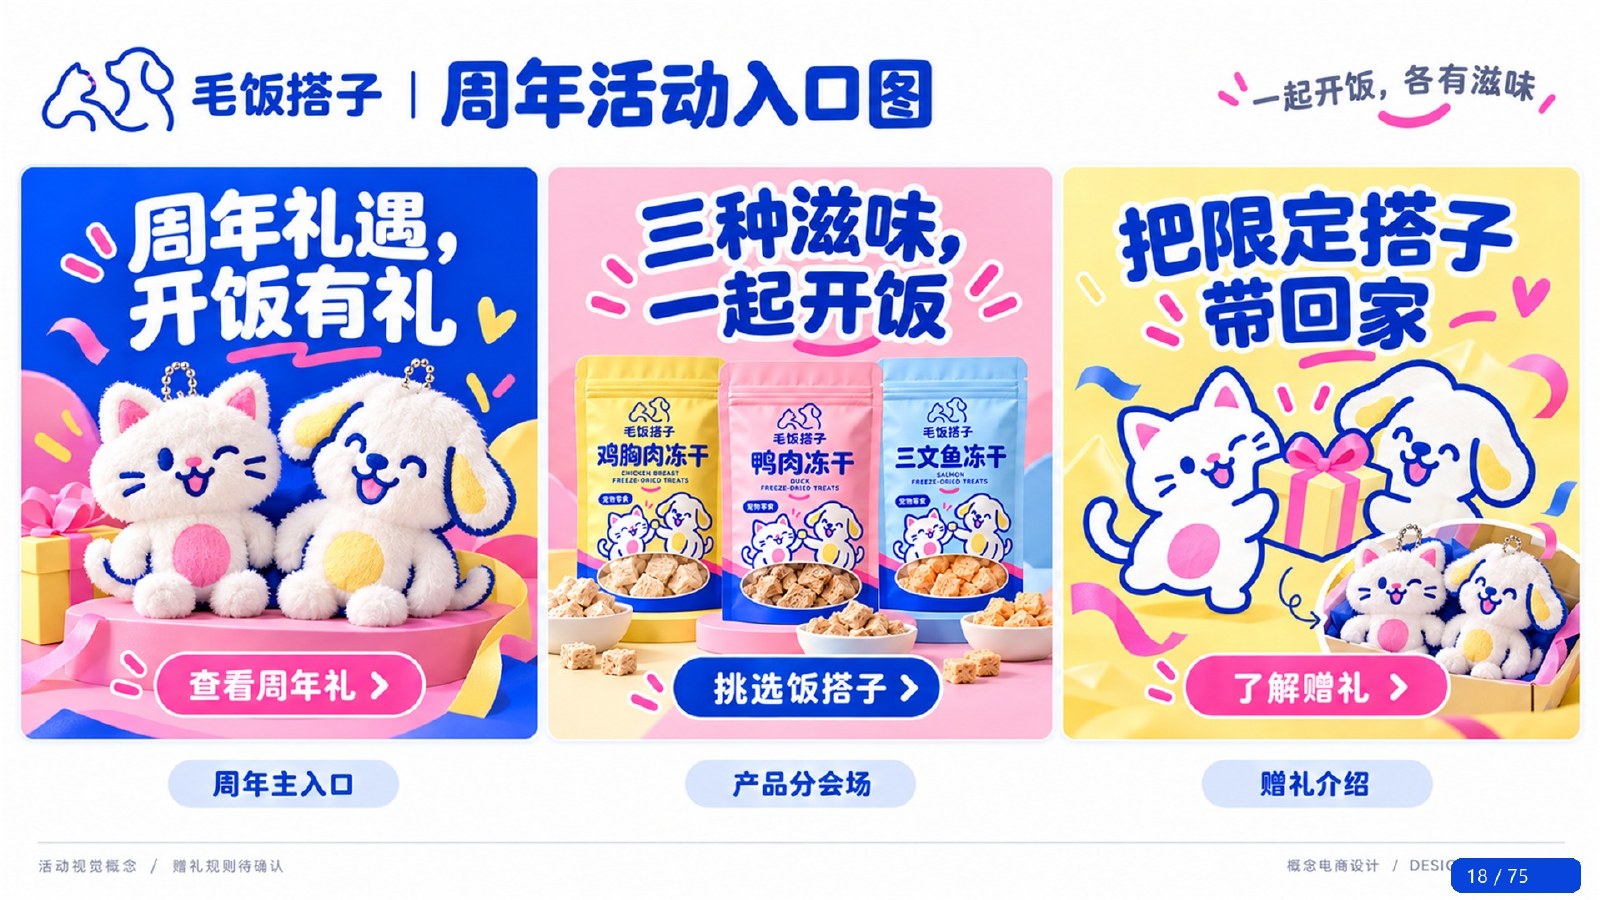 毛饭搭子
周年活动入口图
一起开饭，各有滋味
周年礼遇，
开饭有礼
查看周年礼
周年主入口
三种滋味，
一起开饭
毛饭搭子
鸡胸肉冻干
CHICKEN BREAST
FREEZE-DRIED TREATS
宠物零食
毛饭搭子
鸭肉冻干
DUCK
FREEZE-DRIED TREATS
宠物零食
毛饭搭子
三文鱼冻干
SALMON
FREEZE-DRIED TREATS
宠物零食
挑选饭搭子
产品分会场
把限定搭子
带回家
了解赠礼
赠礼介绍
活动视觉概念 / 赠礼规则待确认
概念电商设计 / DESIG
18 / 75